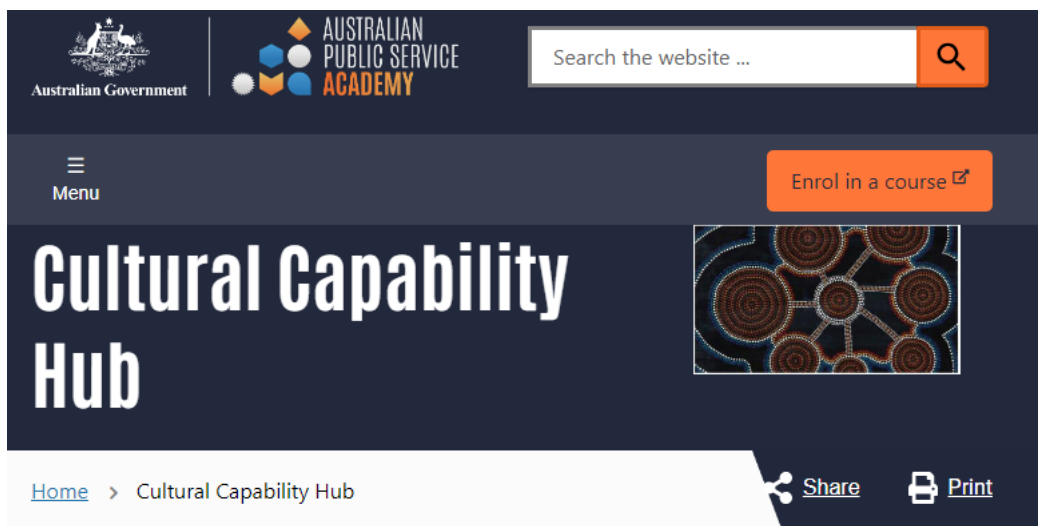 Australian Government
AUSTRALIAN
PUBLIC SERVICE
ACADEMY
Search the website ...
Menu
Enrol in a course
Cultural Capability
Hub
Home > Cultural Capability Hub
Share
Print